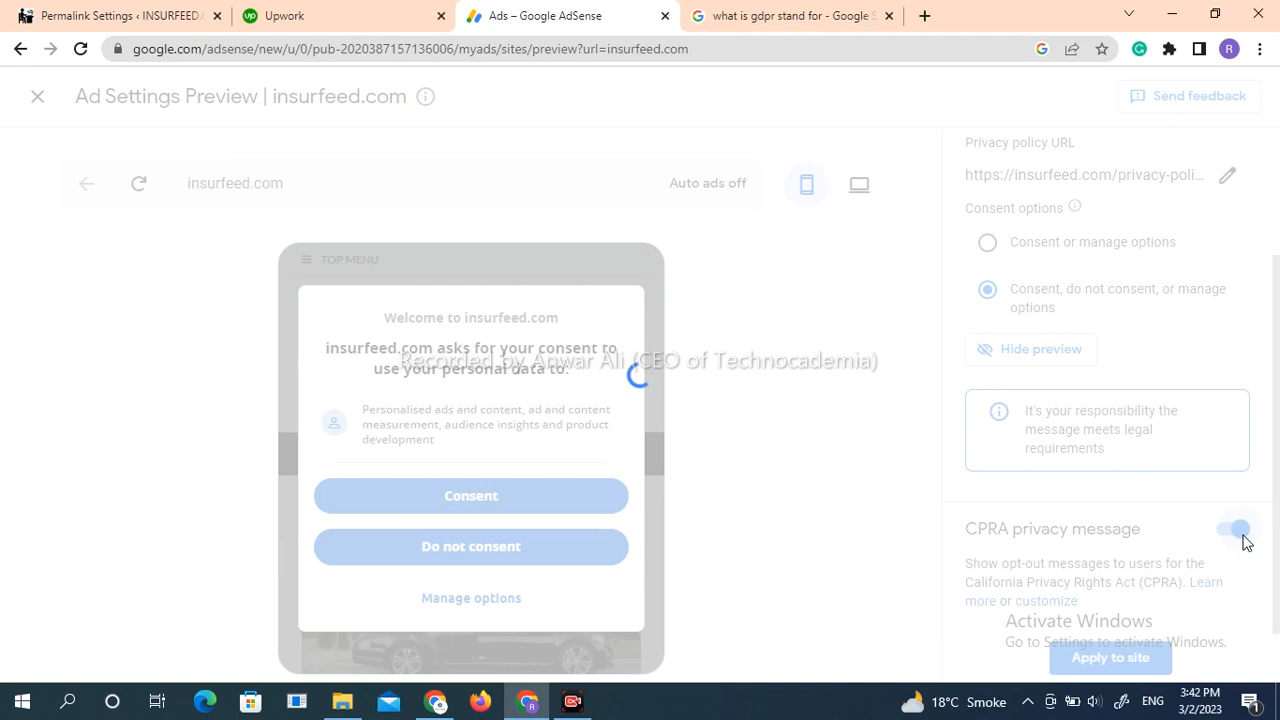 Permalink Settings ‹ INSURFEED.C
Upwork
Ads – Google AdSense
what is gdpr stand for - Google S
google.com/adsense/new/u/0/pub-2020387157136006/myads/sites/preview?url=insurfeed.com
R
Ad Settings Preview | insurfeed.com
Send feedback
insurfeed.com
Auto ads off
TOP MENU
Welcome to insurfeed.com
insurfeed.com asks for your consent to
use your personal data to:
Personalised ads and content, ad and content
measurement, audience insights and product
development
Consent
Do not consent
Manage options
Recorded by Anwar Ali (CEO of Technocademia)
Privacy policy URL
https://insurfeed.com/privacy-poli...
Consent options
Consent or manage options
Consent, do not consent, or manage
options
Hide preview
It's your responsibility the
message meets legal
requirements
CPRA privacy message
Show opt-out messages to users for the
California Privacy Rights Act (CPRA). Learn
more or customize
Activate Windows
Go to Settings to activate Windows.
Apply to site
18°C Smoke
ENG
3:42 PM
3/2/2023
1